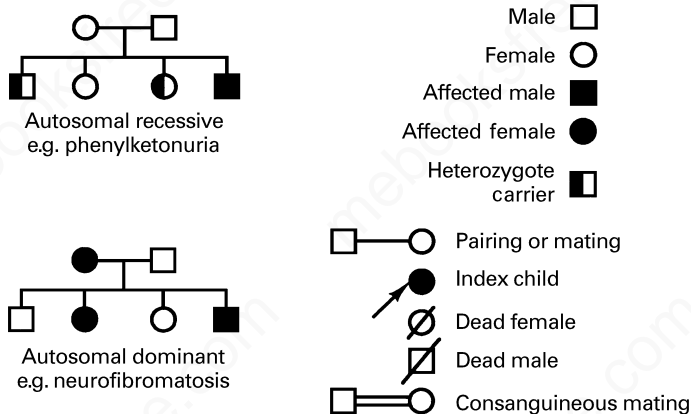 Autosomal recessive
e.g. phenylketonuria
Autosomal dominant
e.g. neurofibromatosis
Male
Female
Affected male
Affected female
Heterozygote
carrier
Pairing or mating
Index child
Dead female
Dead male
Consanguineous mating